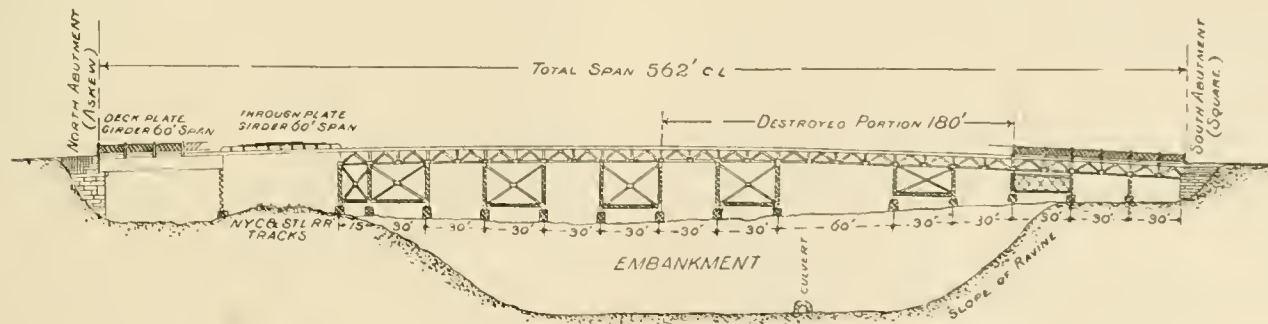 NORTH ABUTMENT
(ASKEW)
TOTAL SPAN 562' C L
SOUTH ABUTMENT
(SQUARE)
DECK PLATE
GIRDER 60' SPAN
THROUGH PLATE
GIRDER 60' SPAN
DESTROYED PORTION 180'
NYC & STL RR
TRACKS
15' 30' 30' 30' 30' 30' 30' 30' 60' 30' 30' 30' 30' 30'
EMBANKMENT
CULVERT
SLOPE OF RAVINE